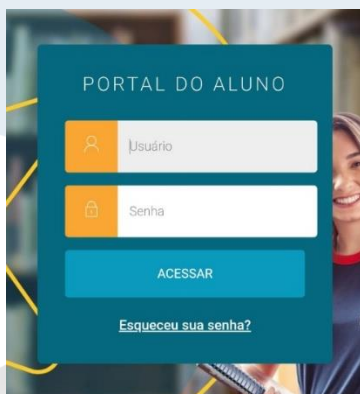 PORTAL DO ALUNO
Usuário
Senha
ACESSAR
Esqueceu sua senha?